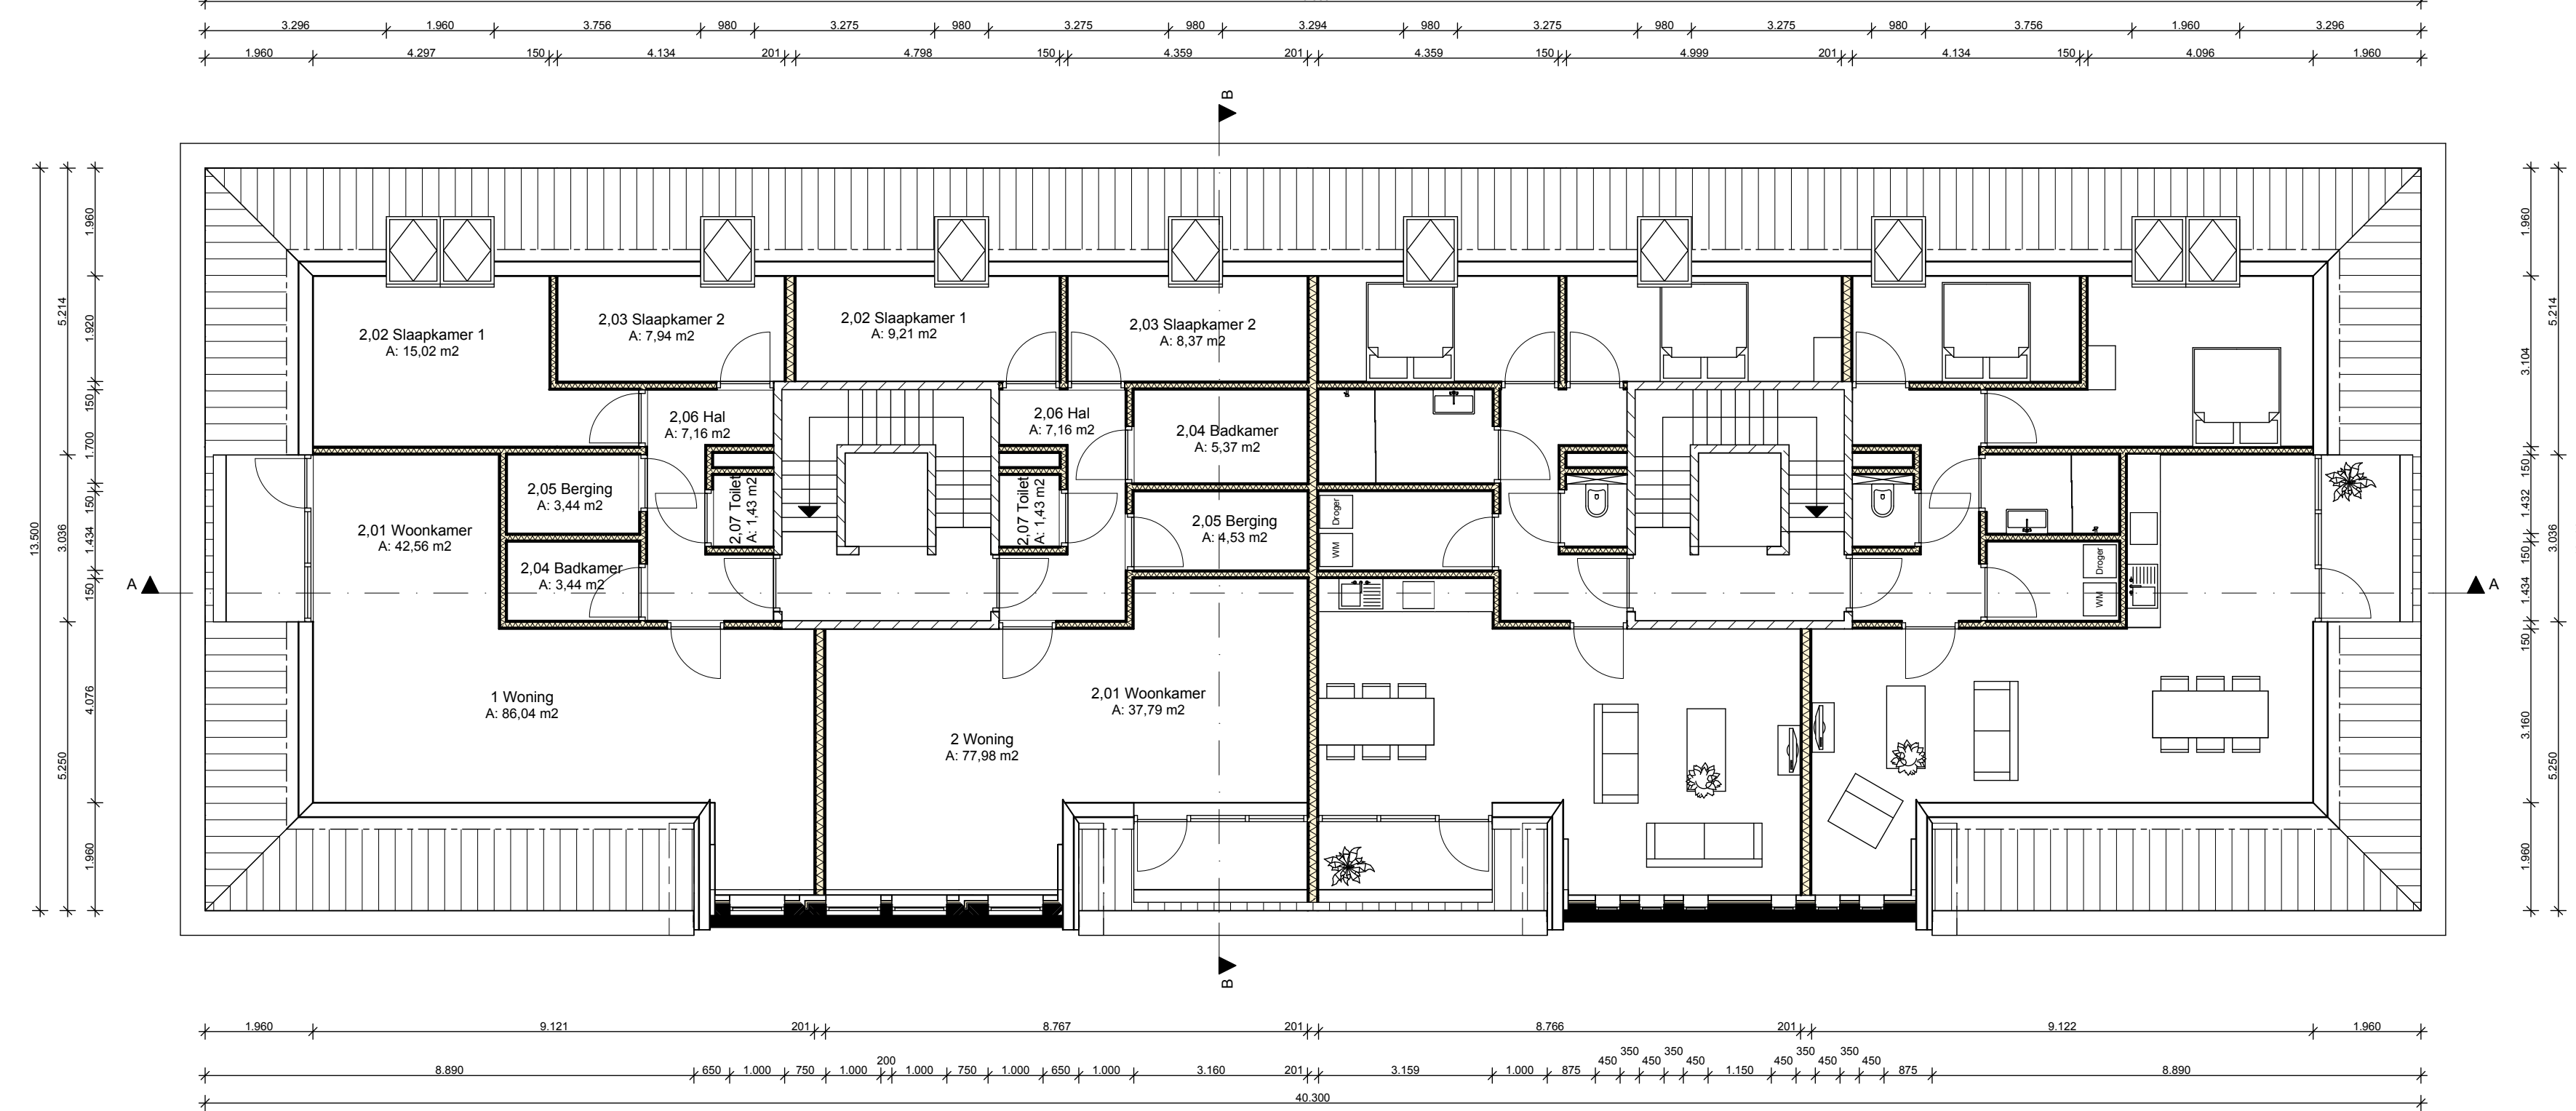 3.296 1.960 3.756 980 3.275 980 3.275 980 3.294 980 3.275 980 3.275 980 3.756 1.960 3.296
1.960 4.297 150 4.134 201 4.798 150 4.359 201 4.359 150 4.999 201 4.134 150 4.096 1.960
B
13.500
5.214 3.036 5.250
1.960 1.920 150 1.700 150 1.434 150 4.076 1.960
2,02 Slaapkamer 1
A: 15,02 m2
2,03 Slaapkamer 2
A: 7,94 m2
2,02 Slaapkamer 1
A: 9,21 m2
2,03 Slaapkamer 2
A: 8,37 m2
2,06 Hal
A: 7,16 m2
2,06 Hal
A: 7,16 m2
2,04 Badkamer
A: 5,37 m2
2,05 Berging
A: 3,44 m2
2,07 Toilet
A: 1,43 m2
2,07 Toilet
A: 1,43 m2
2,05 Berging
A: 4,53 m2
Droger
WM
2,01 Woonkamer
A: 42,56 m2
2,04 Badkamer
A: 3,44 m2
Droger
WM
A
A
1 Woning
A: 86,04 m2
2,01 Woonkamer
A: 37,79 m2
2 Woning
A: 77,98 m2
1.960 3.104 150 1.432 150 1.434 150 3.160 1.960
5.214 3.036 5.250
B
1.960 9.121 201 8.767 201 8.766 201 9.122 1.960
8.890 650 1.000 750 1.000 200 1.000 750 1.000 650 1.000 3.160 201 3.159 1.000 875 450 350 450 350 450 1.150 450 350 450 350 450 875 8.890
40.300